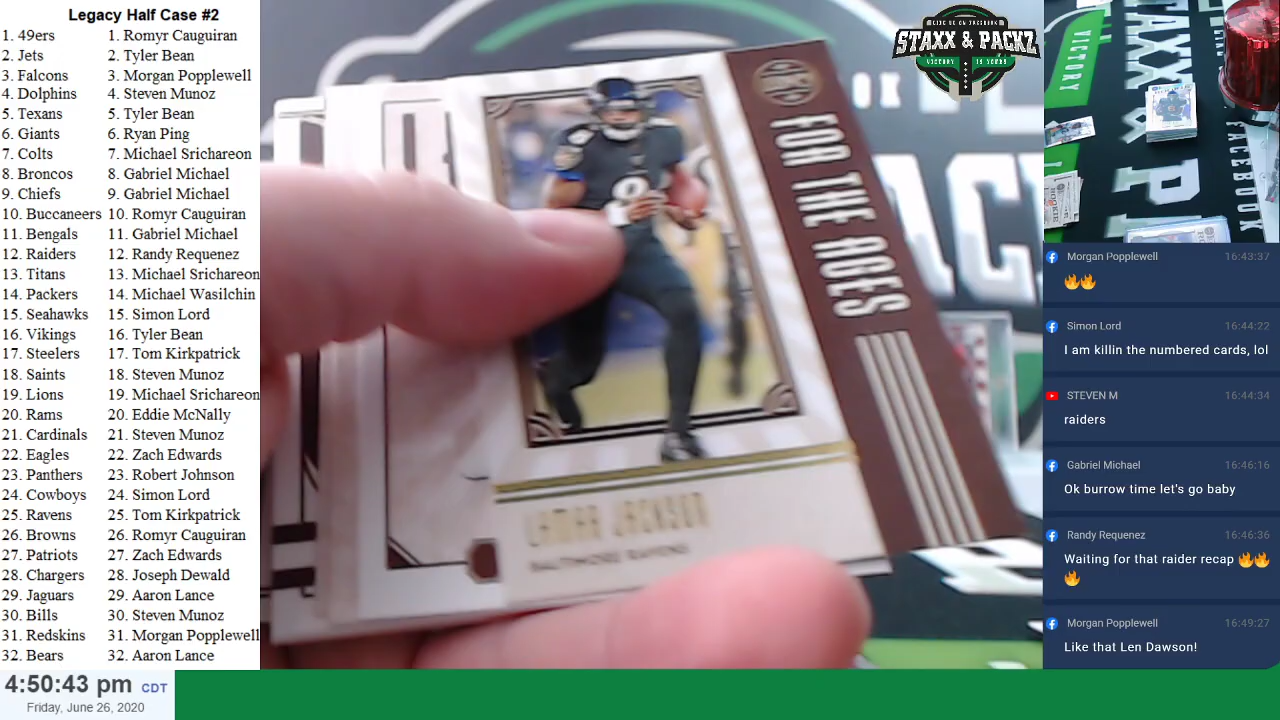 Legacy Half Case #2
1. 49ers 1. Romyr Cauguiran
2. Jets 2. Tyler Bean
3. Falcons 3. Morgan Popplewell
4. Dolphins 4. Steven Munoz
5. Texans 5. Tyler Bean
6. Giants 6. Ryan Ping
7. Colts 7. Michael Srichareon
8. Broncos 8. Gabriel Michael
9. Chiefs 9. Gabriel Michael
10. Buccaneers 10. Romyr Cauguiran
11. Bengals 11. Gabriel Michael
12. Raiders 12. Randy Requenez
13. Titans 13. Michael Srichareon
14. Packers 14. Michael Wasilchin
15. Seahawks 15. Simon Lord
16. Vikings 16. Tyler Bean
17. Steelers 17. Tom Kirkpatrick
18. Saints 18. Steven Munoz
19. Lions 19. Michael Srichareon
20. Rams 20. Eddie McNally
21. Cardinals 21. Steven Munoz
22. Eagles 22. Zach Edwards
23. Panthers 23. Robert Johnson
24. Cowboys 24. Simon Lord
25. Ravens 25. Tom Kirkpatrick
26. Browns 26. Romyr Cauguiran
27. Patriots 27. Zach Edwards
28. Chargers 28. Joseph Dewald
29. Jaguars 29. Aaron Lance
30. Bills 30. Steven Munoz
31. Redskins 31. Morgan Popplewell
32. Bears 32. Aaron Lance
4:50:43 pm CDT
Friday, June 26, 2020
FOR THE AGES
LAMAR JACKSON
BALTIMORE RAVENS
LIKE US ON FACEBOOK
STAXX & PACKZ
VICTORY IS YOURS
VICTORY
STAXX
FACEBOOK
Morgan Popplewell 16:43:37
🔥🔥
Simon Lord 16:44:22
I am killin the numbered cards, lol
STEVEN M 16:44:34
raiders
Gabriel Michael 16:46:16
Ok burrow time let's go baby
Randy Requenez 16:46:36
Waiting for that raider recap 🔥🔥
🔥
Morgan Popplewell 16:49:27
Like that Len Dawson!